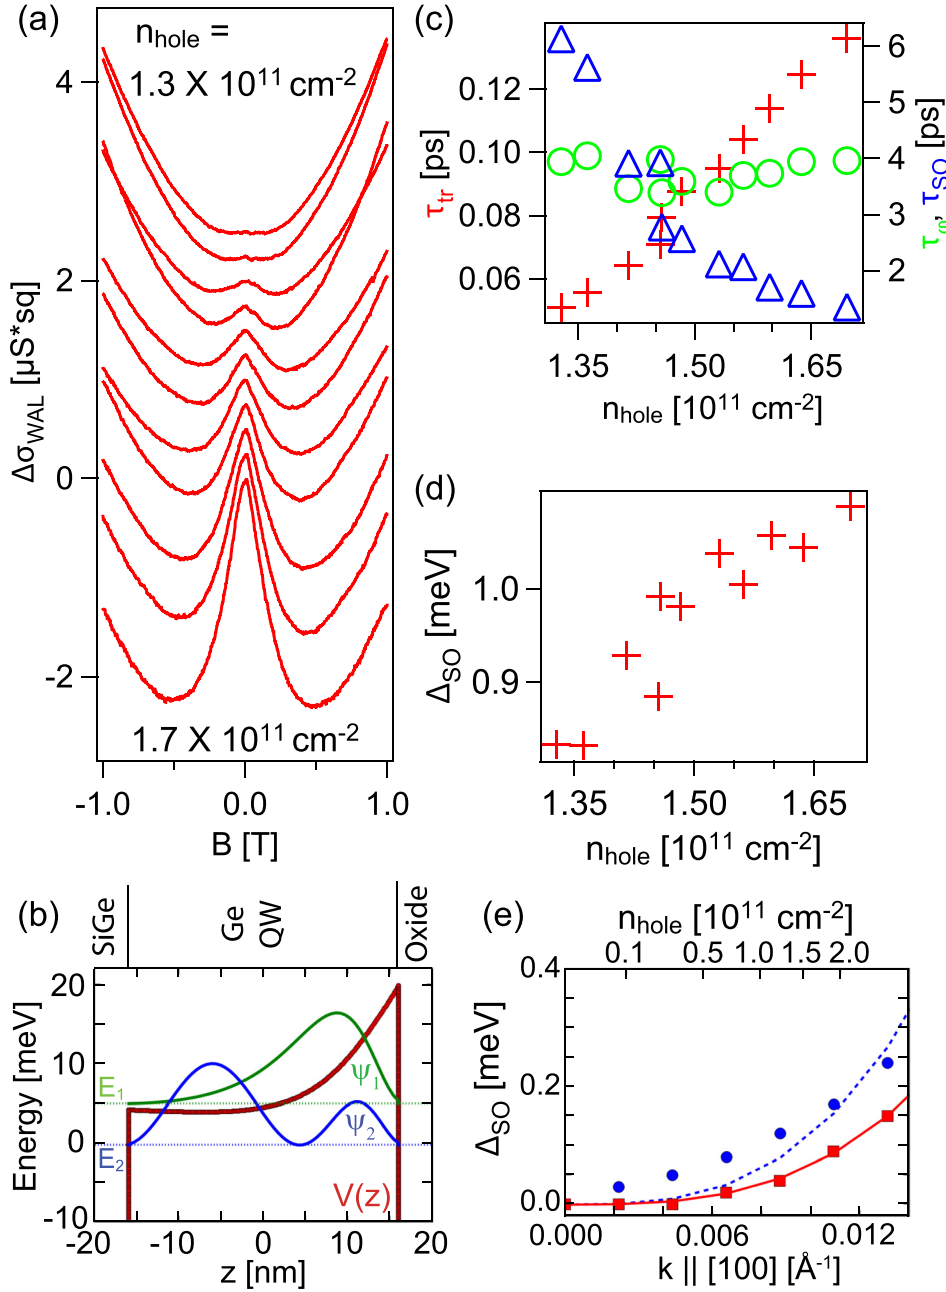 (a)
n_hole =
1.3 X 10^11 cm^-2
4
2
0
-2
Δσ_WAL [µS*sq]
1.7 X 10^11 cm^-2
-1.0 0.0 1.0
B [T]
(c)
0.12
0.10
0.08
0.06
τ_tr [ps]
6
5
4
3
2
τ_φ, τ_SO [ps]
1.35 1.50 1.65
n_hole [10^11 cm^-2]
(d)
1.0
0.9
Δ_SO [meV]
1.35 1.50 1.65
n_hole [10^11 cm^-2]
(b)
SiGe
Ge
QW
Oxide
20
10
0
-10
Energy [meV]
E_1
E_2
ψ_1
ψ_2
V(z)
-20 -10 0 10 20
z [nm]
(e)
n_hole [10^11 cm^-2]
0.1 0.5 1.0 1.5 2.0
0.4
0.2
0.0
Δ_SO [meV]
0.000 0.006 0.012
k || [100] [Å^-1]